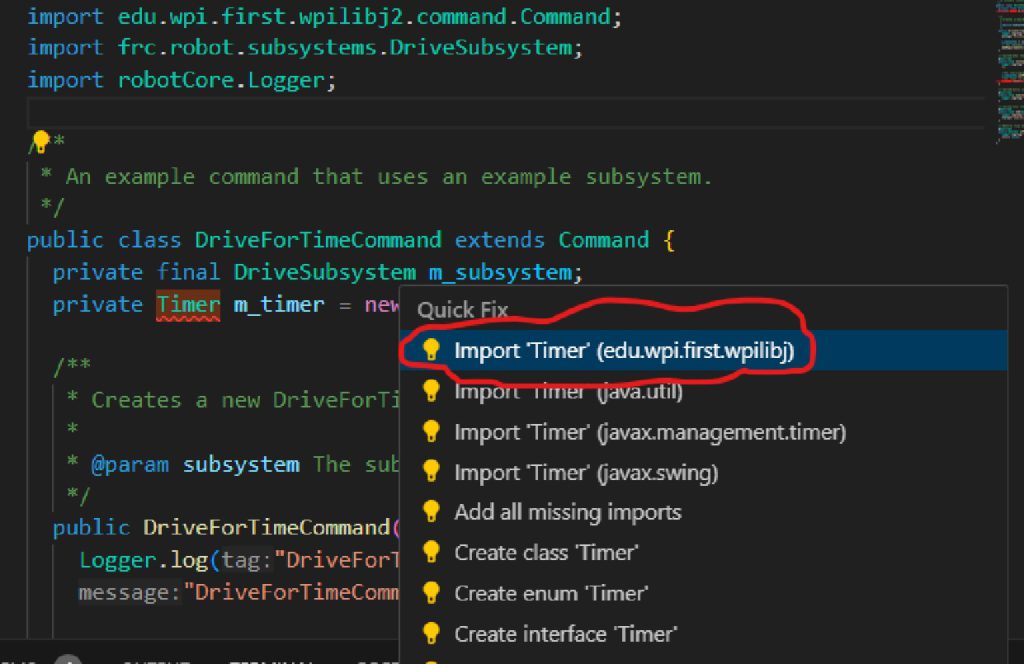 import edu.wpi.first.wpilibj2.command.Command;
import frc.robot.subsystems.DriveSubsystem;
import robotCore.Logger;
/**
 * An example command that uses an example subsystem.
 */
public class DriveForTimeCommand extends Command {
private final DriveSubsystem m_subsystem;
private Timer m_timer = new
/**
 * Creates a new DriveForTi
 *
 * @param subsystem The sub
 */
public DriveForTimeCommand(
Logger.log(tag:"DriveForT
message:"DriveForTimeComm
Quick Fix
Import 'Timer' (edu.wpi.first.wpilibj)
Import 'Timer' (java.util)
Import 'Timer' (javax.management.timer)
Import 'Timer' (javax.swing)
Add all missing imports
Create class 'Timer'
Create enum 'Timer'
Create interface 'Timer'